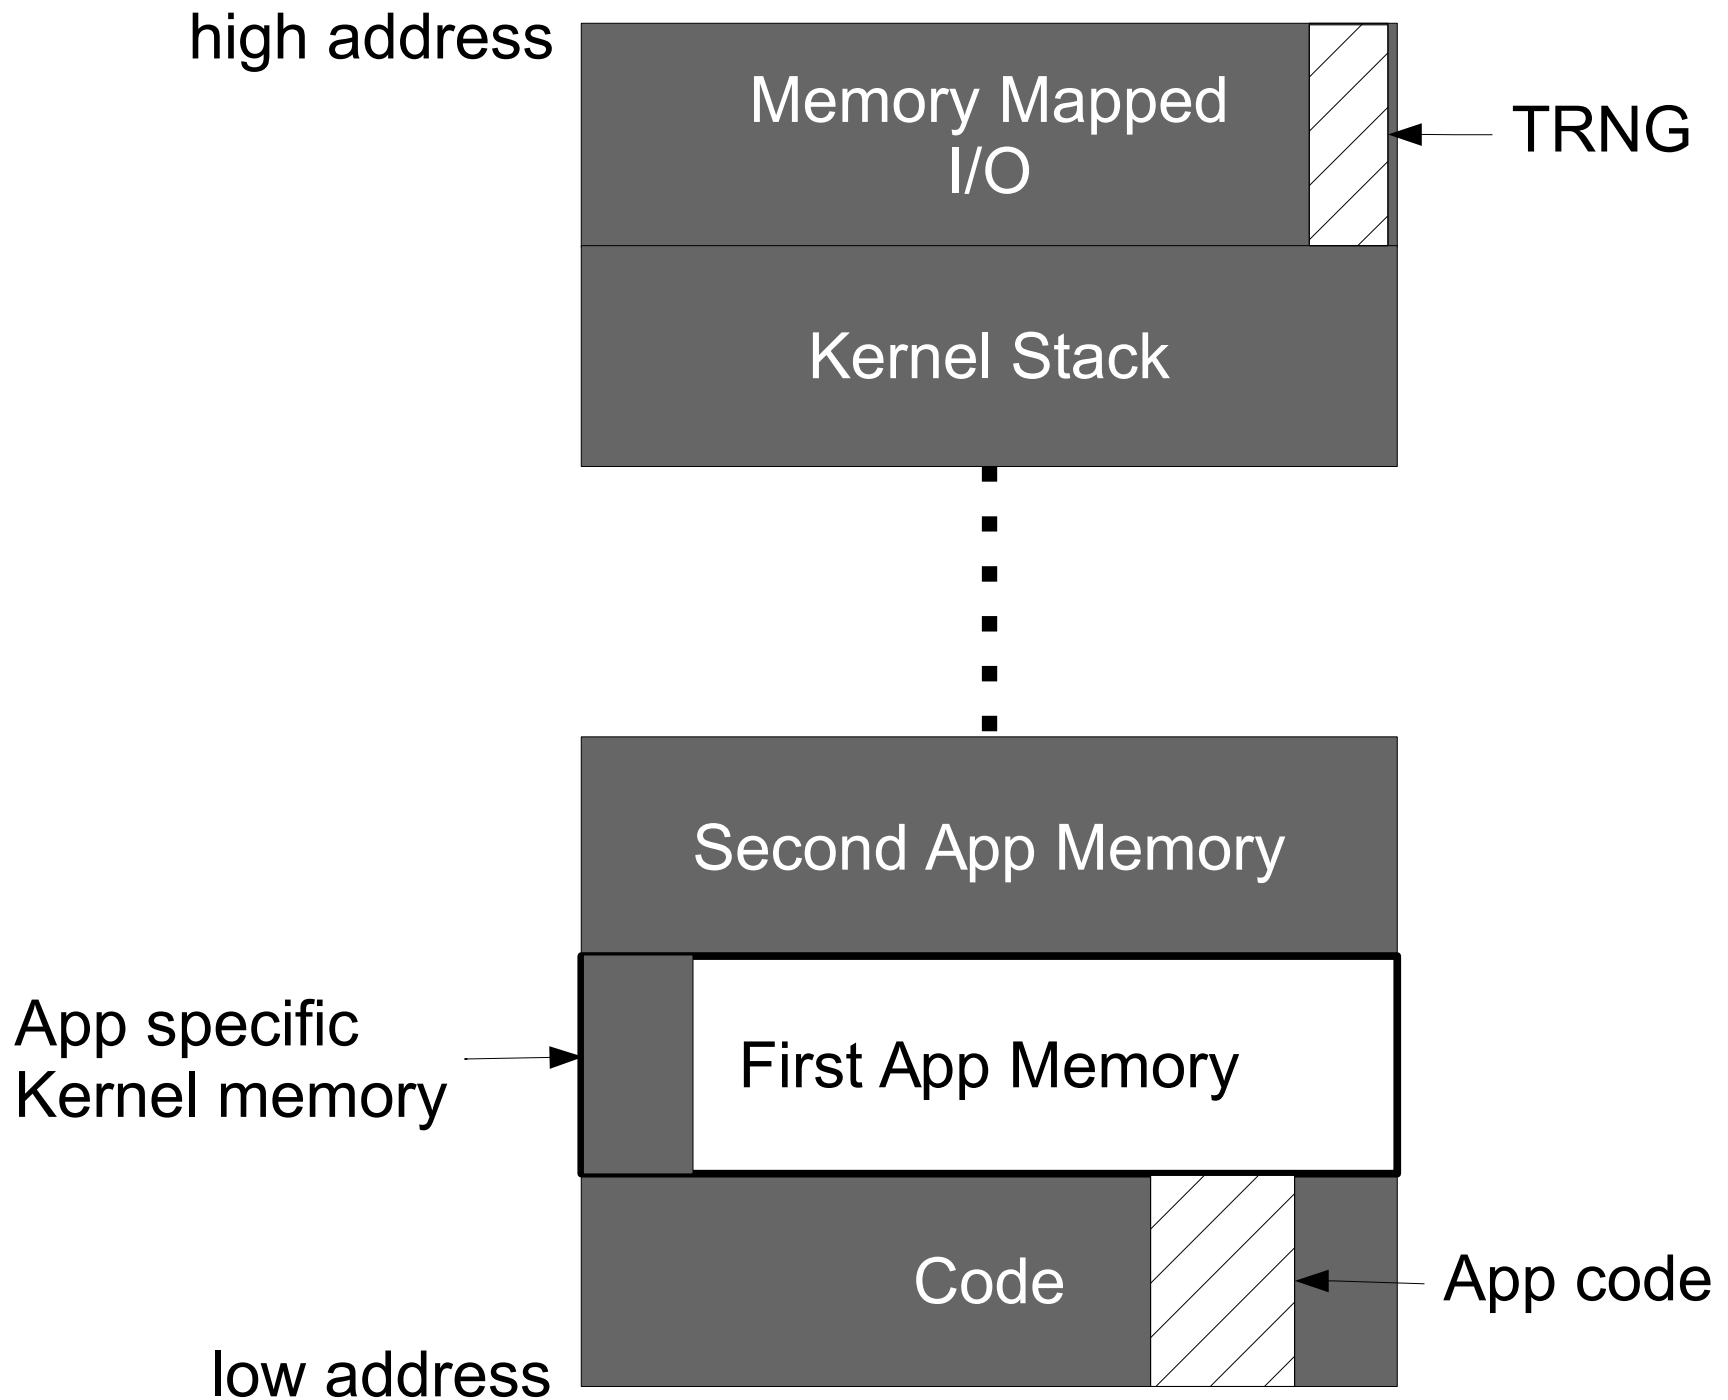 high address
Memory Mapped
I/O
TRNG
Kernel Stack
Second App Memory
App specific
Kernel memory
First App Memory
Code
App code
low address